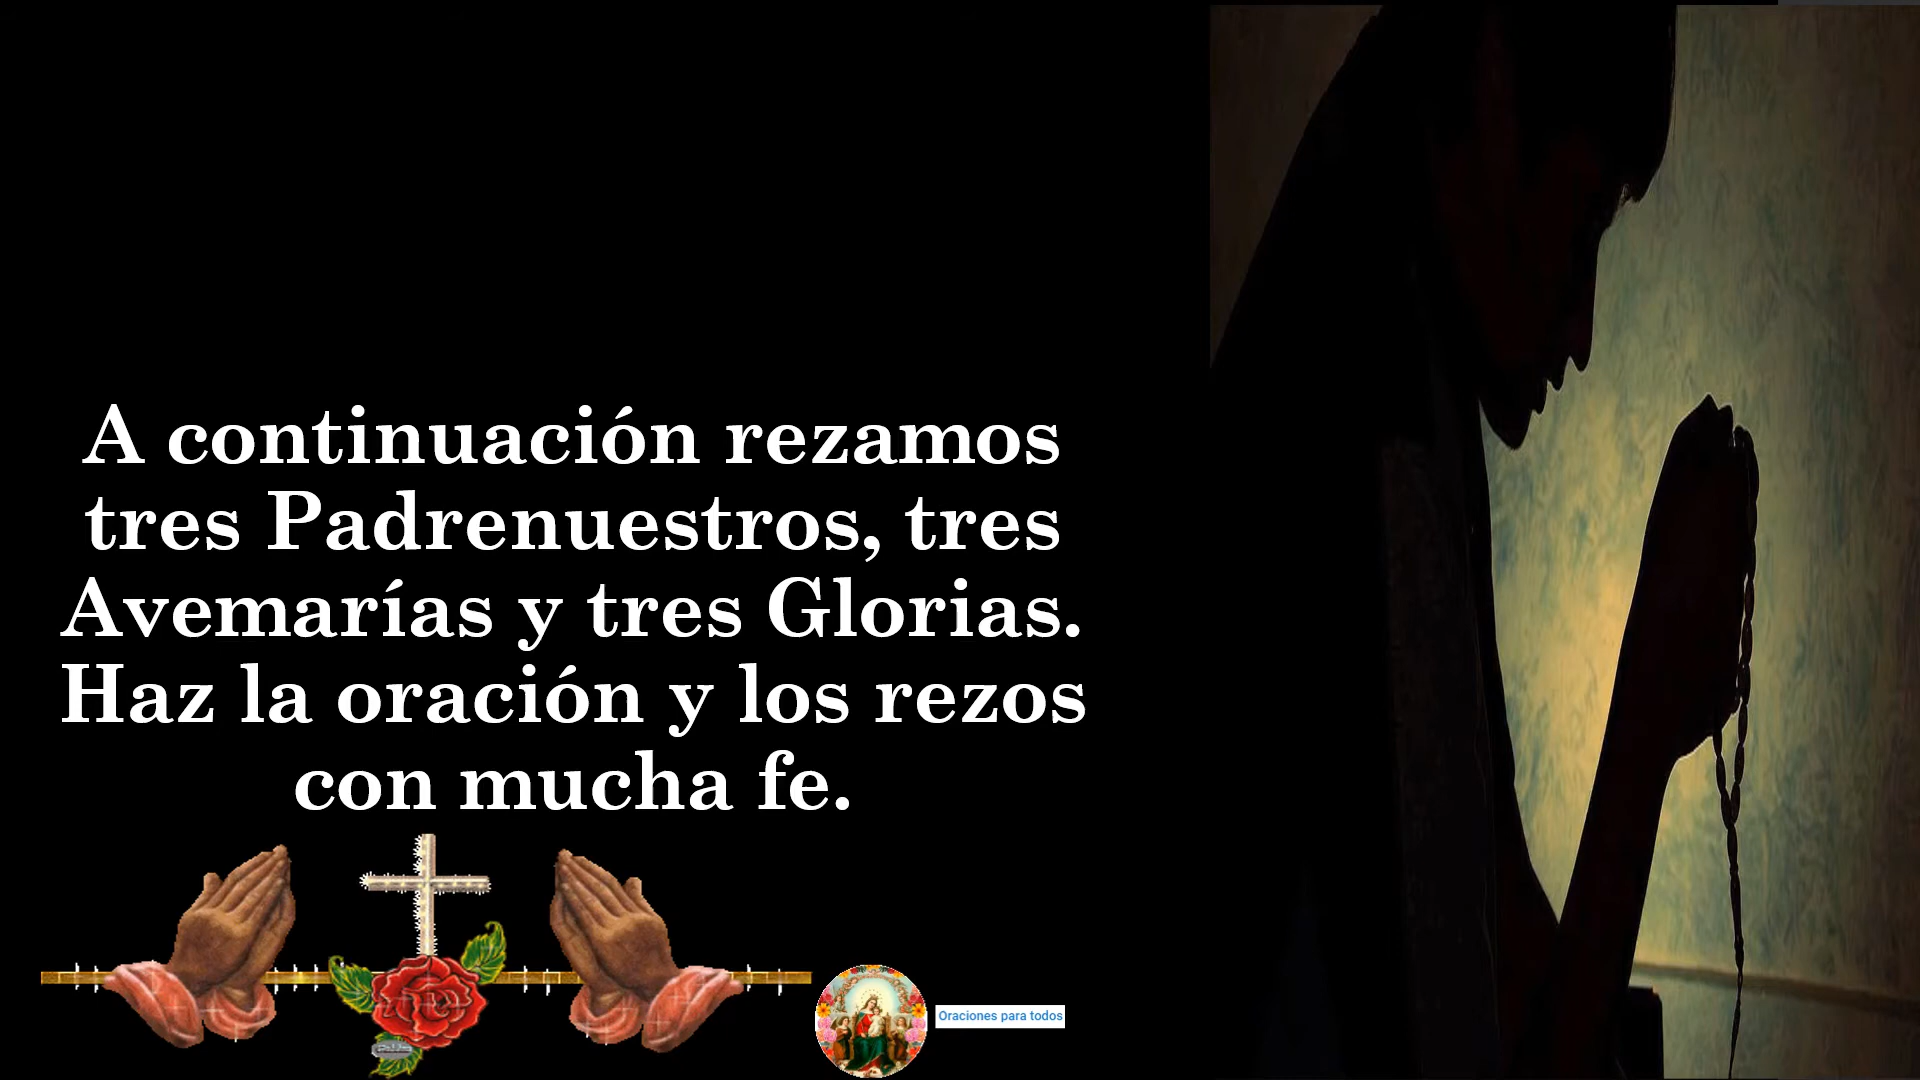 A continuación rezamos
tres Padrenuestros, tres
Avemarías y tres Glorias.
Haz la oración y los rezos
con mucha fe.
Oraciones para todos